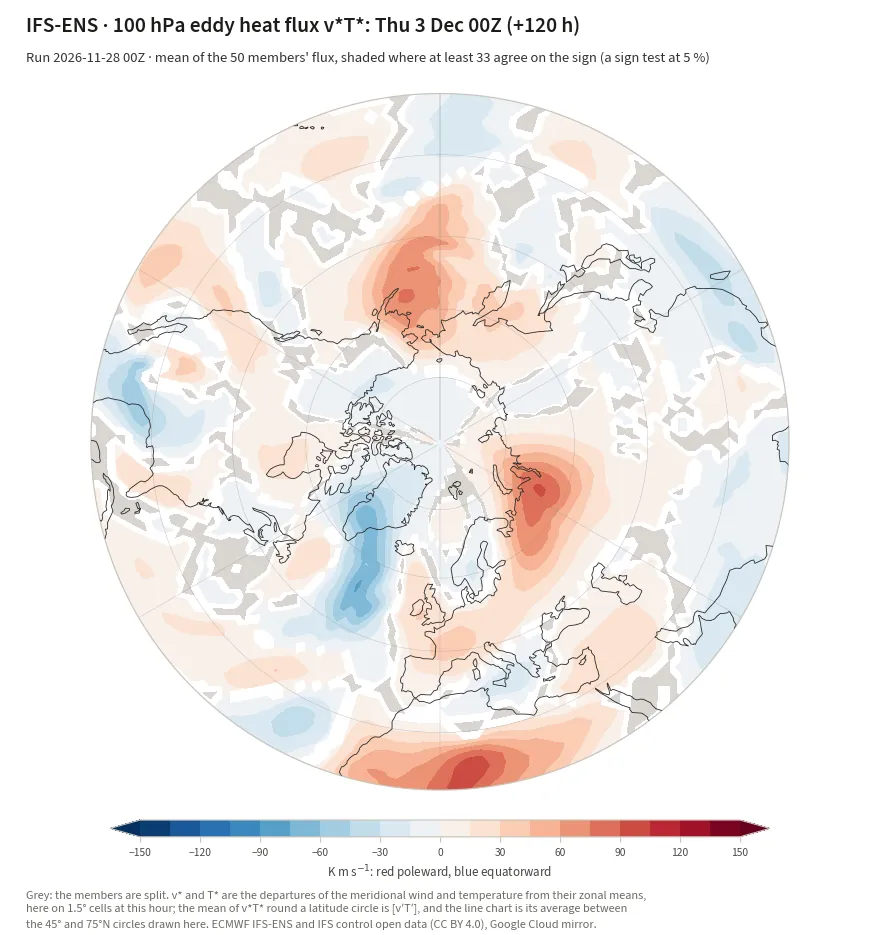 IFS-ENS · 100 hPa eddy heat flux v*T*: Thu 3 Dec 00Z (+120 h)
Run 2026-11-28 00Z · mean of the 50 members' flux, shaded where at least 33 agree on the sign (a sign test at 5 %)
−150 −120 −90 −60 −30 0 30 60 90 120 150
K m s⁻¹: red poleward, blue equatorward
Grey: the members are split. v* and T* are the departures of the meridional wind and temperature from their zonal means,
here on 1.5° cells at this hour; the mean of v*T* round a latitude circle is [v'T'], and the line chart is its average between
the 45° and 75°N circles drawn here. ECMWF IFS-ENS and IFS control open data (CC BY 4.0), Google Cloud mirror.